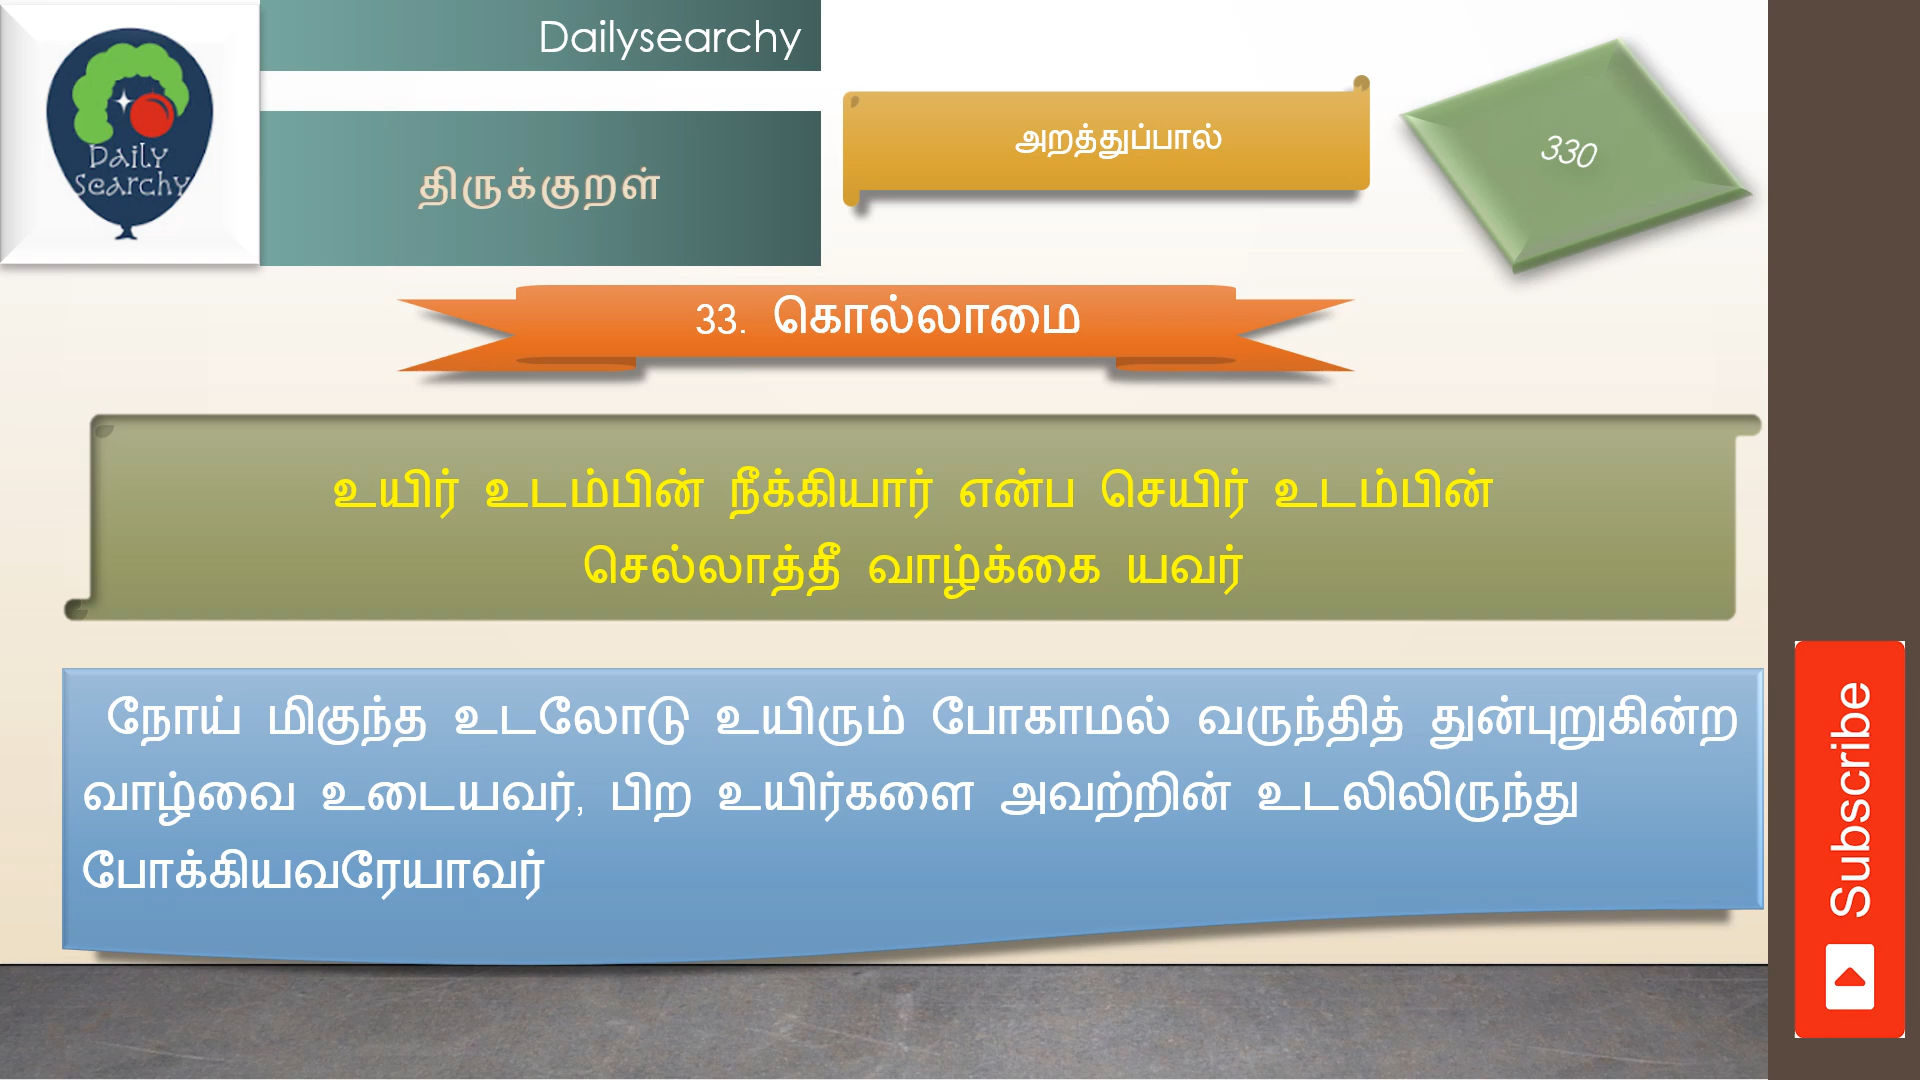 Dailysearchy
Daily
Searchy
திருக்குறள்
அறத்துப்பால்
330
33. கொல்லாமை
உயிர் உடம்பின் நீக்கியார் என்ப செயிர் உடம்பின்
செல்லாத்தீ வாழ்க்கை யவர்
நோய் மிகுந்த உடலோடு உயிரும் போகாமல் வருந்தித் துன்புறுகின்ற
வாழ்வை உடையவர், பிற உயிர்களை அவற்றின் உடலிலிருந்து
போக்கியவரேயாவர்
Subscribe